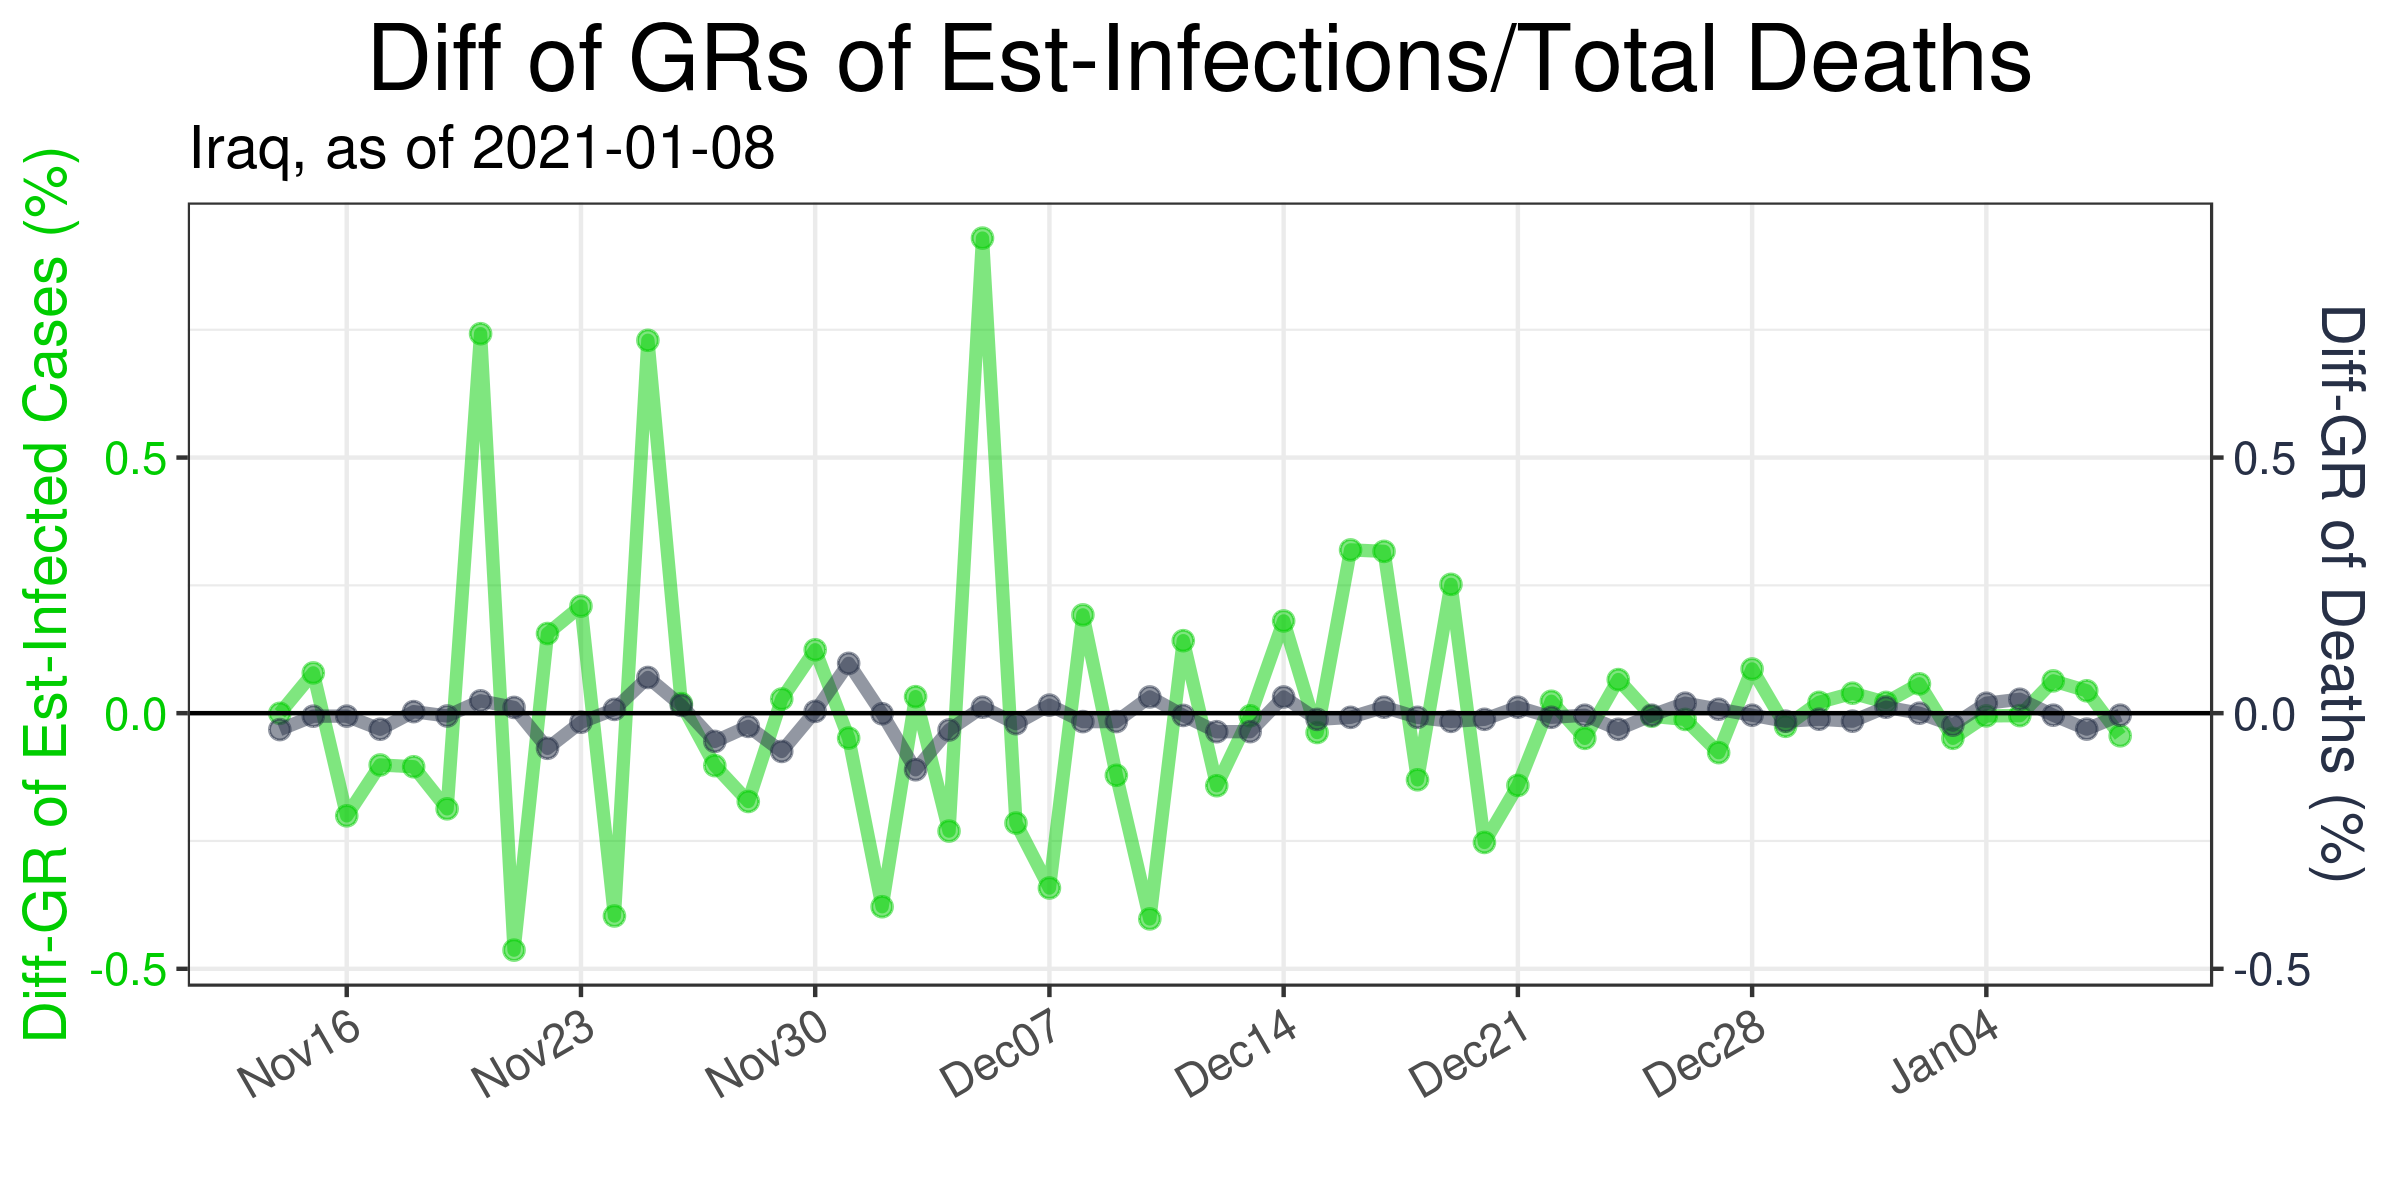 Diff of GRs of Est-Infections/Total Deaths
Iraq, as of 2021-01-08
Diff-GR of Est-Infected Cases (%)
0.5
0.0
-0.5
0.5
0.0
-0.5
Diff-GR of Deaths (%)
Nov16
Nov23
Nov30
Dec07
Dec14
Dec21
Dec28
Jan04